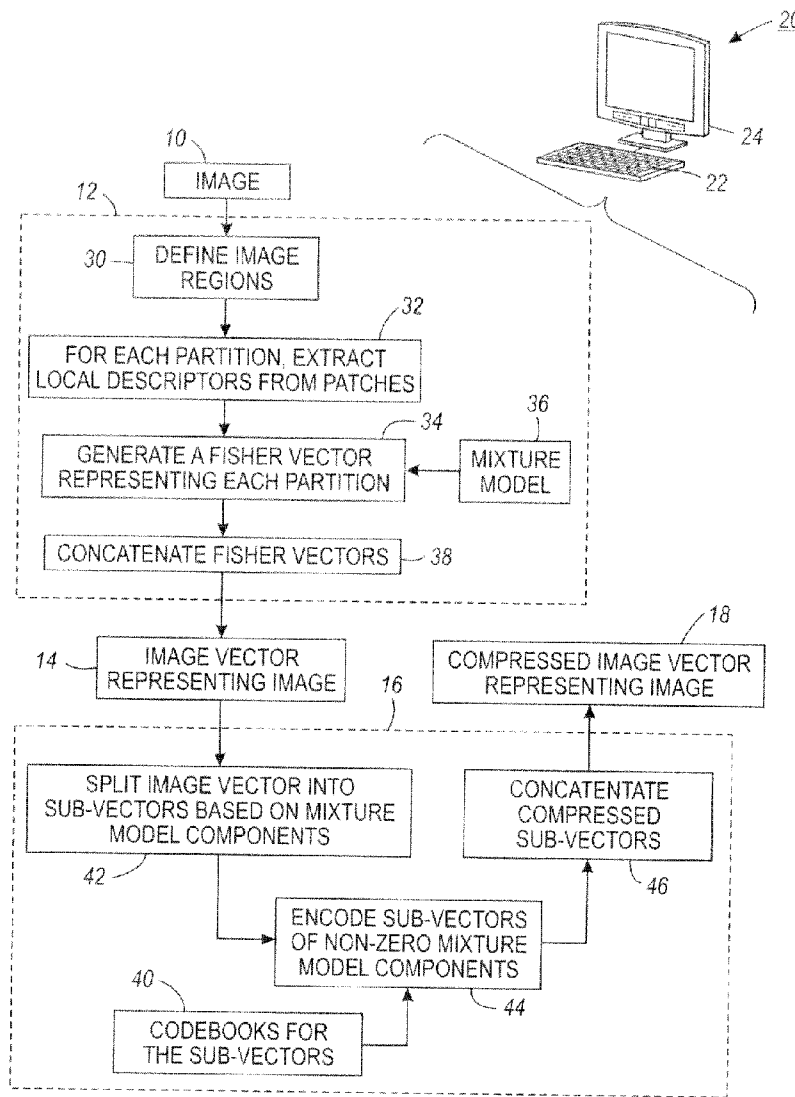 20
24
22
10
IMAGE
12
30
DEFINE IMAGE
REGIONS
32
FOR EACH PARTITION, EXTRACT
LOCAL DESCRIPTORS FROM PATCHES
34
GENERATE A FISHER VECTOR
REPRESENTING EACH PARTITION
36
MIXTURE
MODEL
CONCATENATE FISHER VECTORS
38
14
IMAGE VECTOR
REPRESENTING IMAGE
18
COMPRESSED IMAGE VECTOR
REPRESENTING IMAGE
16
SPLIT IMAGE VECTOR INTO
SUB-VECTORS BASED ON MIXTURE
MODEL COMPONENTS
42
CONCATENTATE
COMPRESSED
SUB-VECTORS
46
ENCODE SUB-VECTORS
OF NON-ZERO MIXTURE
MODEL COMPONENTS
44
40
CODEBOOKS FOR
THE SUB-VECTORS